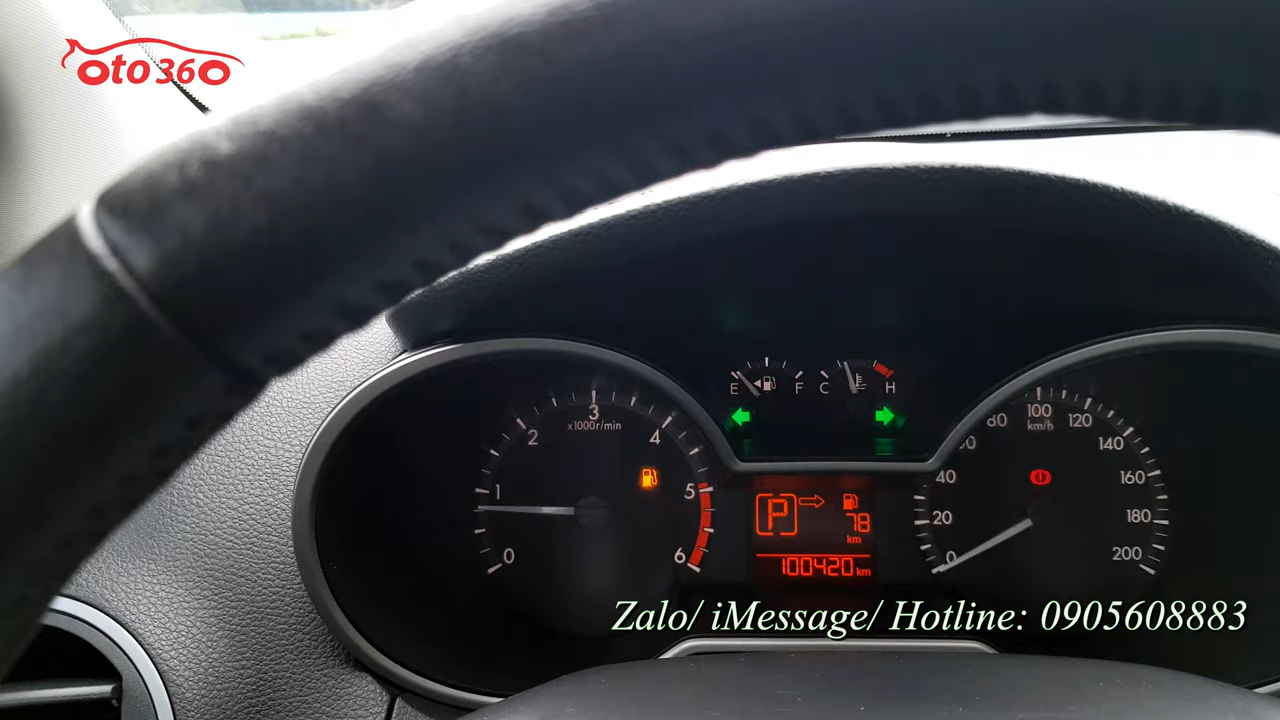 oto360
E F C H
3
x1000r/min
2 4
1 5
0 6
P 78
km
100420 km
100
km/h
80 120
140
40 160
20 180
0 200
Zalo/ iMessage/ Hotline: 0905608883